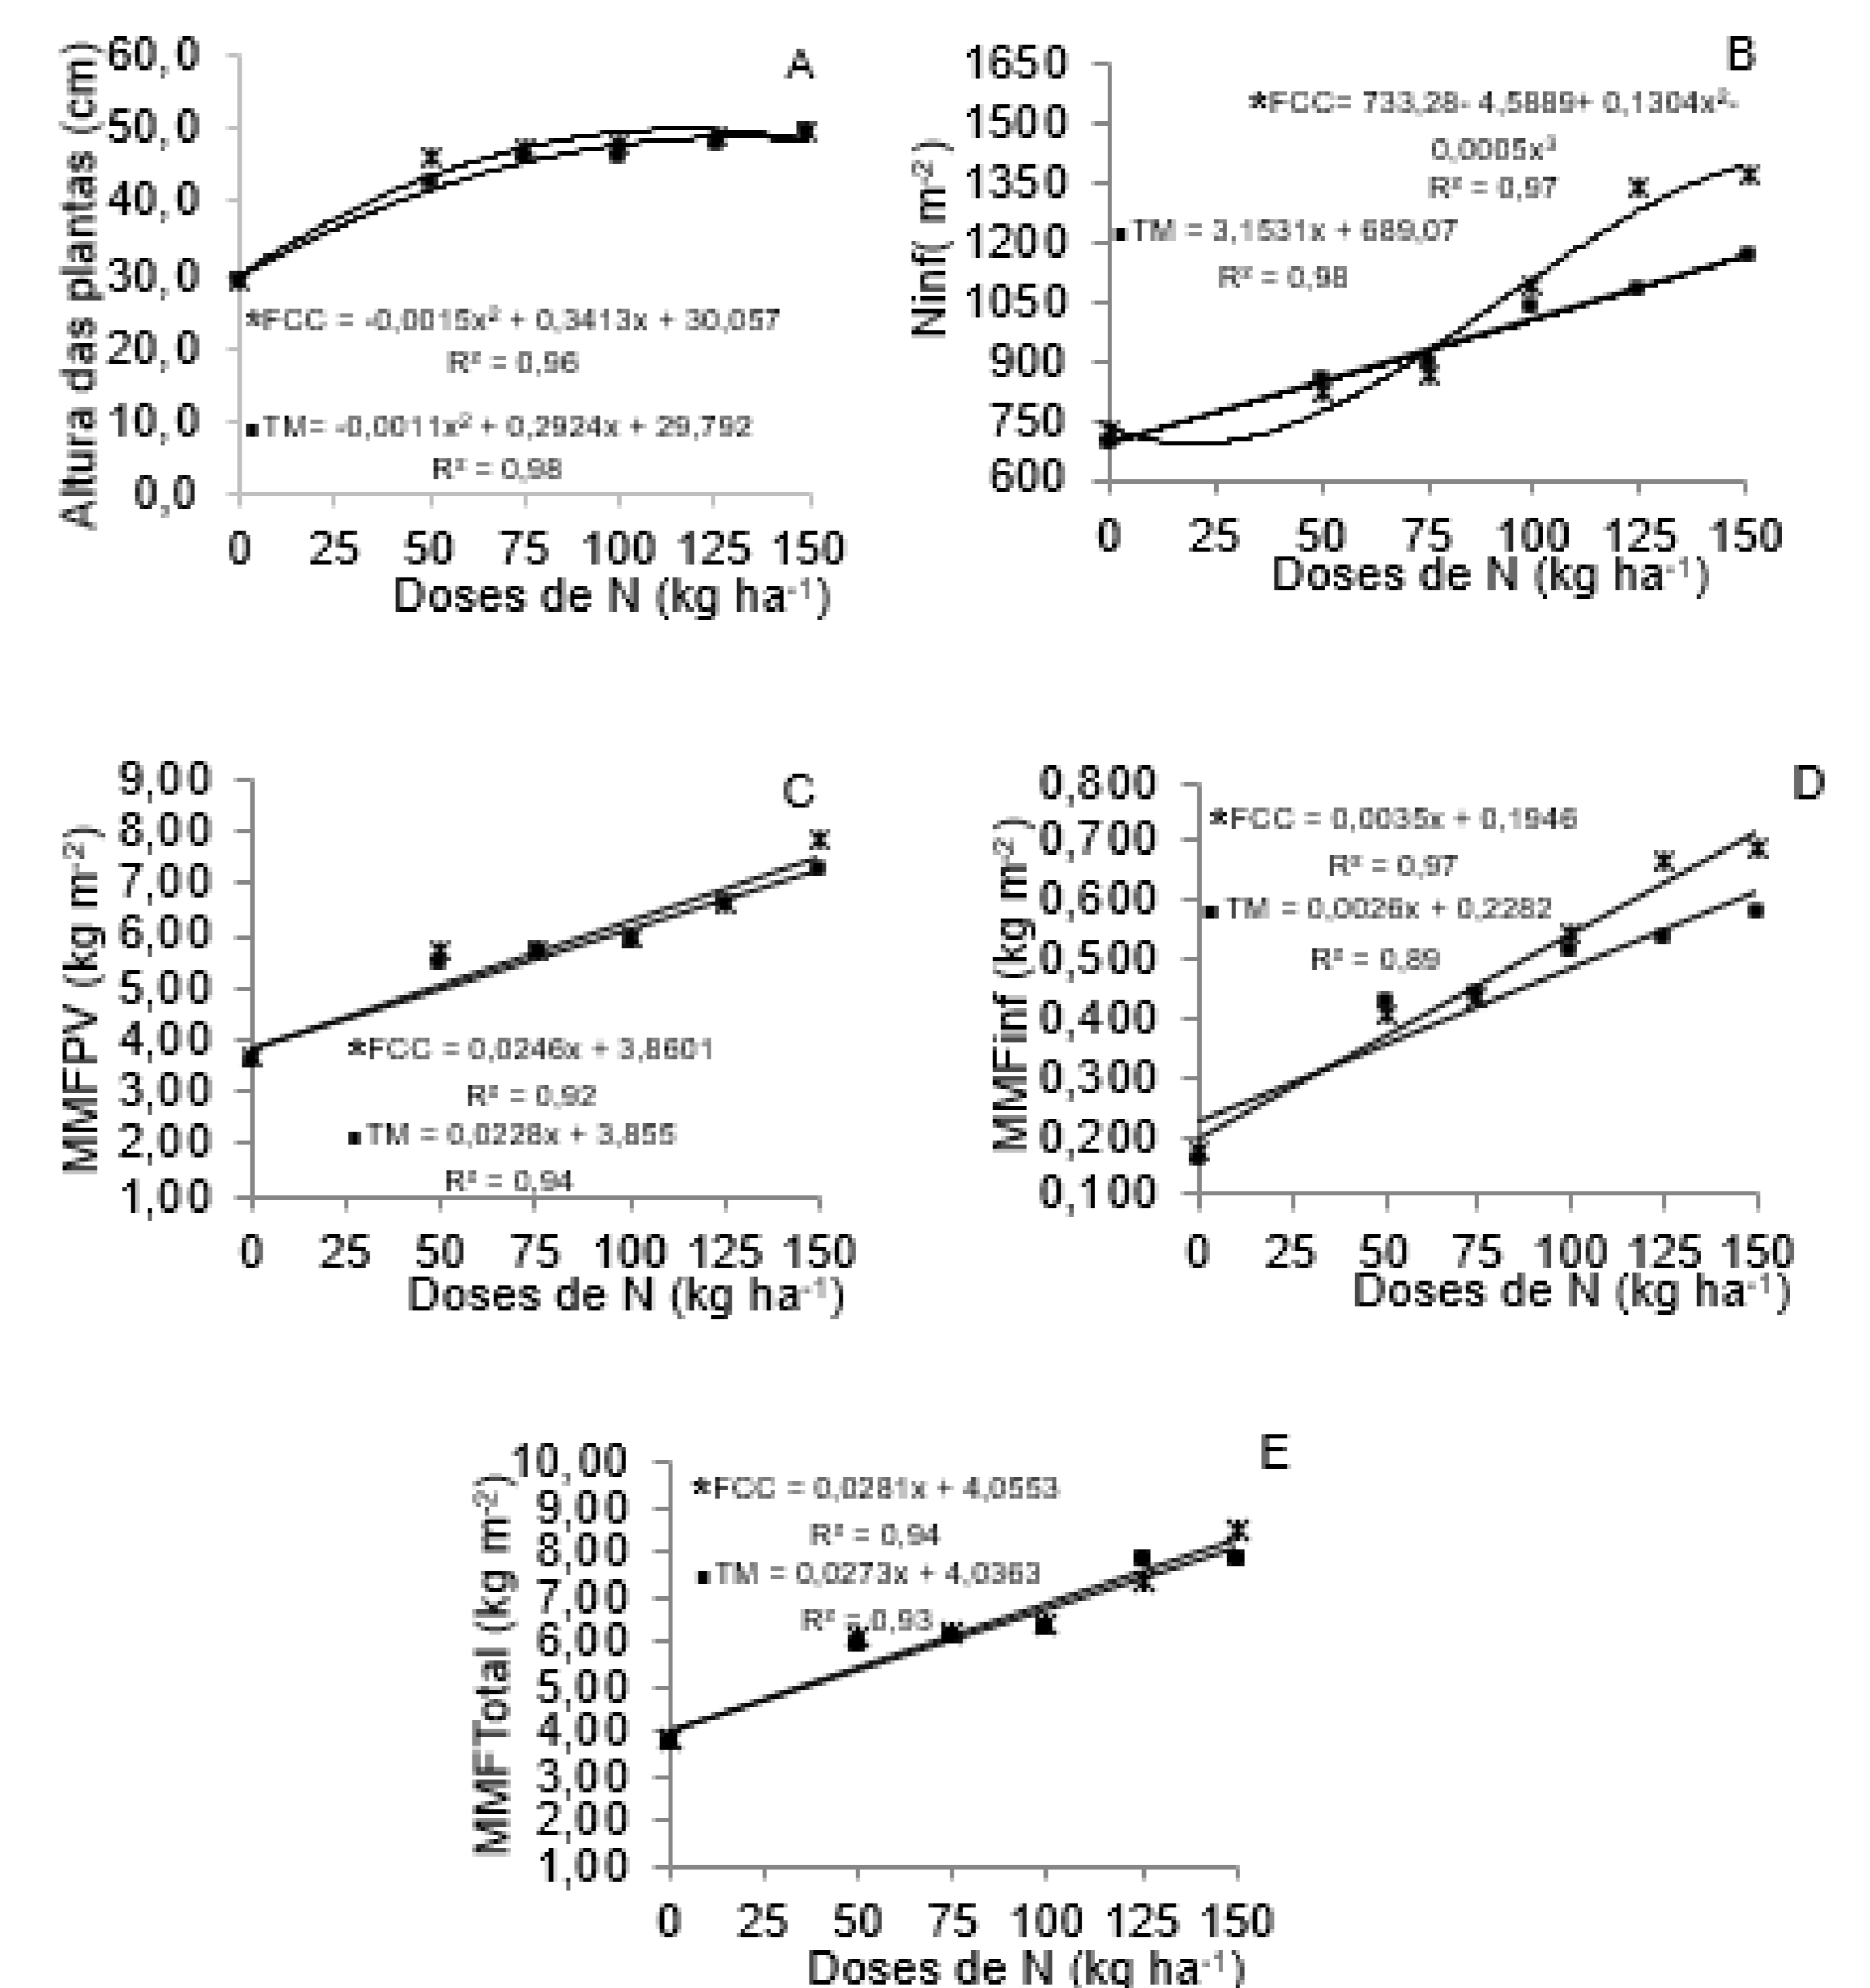 A
Altura das plantas (cm)
60,0
50,0
40,0
30,0
20,0
10,0
0,0
*FCC = -0,0015x² + 0,3413x + 30,057
R² = 0,96
■TM= -0,0011x² + 0,2924x + 29,792
R² = 0,98
0 25 50 75 100 125 150
Doses de N (kg ha-¹)
B
Ninf( m-²)
1650
1500
1350
1200
1050
900
750
600
*FCC= 733,28- 4,5889+ 0,1304x²-
0,0005x³
R² = 0,97
■TM = 3,1531x + 689,07
R² = 0,98
0 25 50 75 100 125 150
Doses de N (kg ha-¹)
C
MMFPV (kg m-²)
9,00
8,00
7,00
6,00
5,00
4,00
3,00
2,00
1,00
*FCC = 0,0246x + 3,8601
R² = 0,92
■TM = 0,0228x + 3,855
R² = 0,94
0 25 50 75 100 125 150
Doses de N (kg ha-¹)
D
MMFinf (kg m-²)
0,800
0,700
0,600
0,500
0,400
0,300
0,200
0,100
*FCC = 0,0035x + 0,1946
R² = 0,97
■TM = 0,0026x + 0,2282
R² = 0,89
0 25 50 75 100 125 150
Doses de N (kg ha-¹)
E
MMFTotal (kg m-²)
10,00
9,00
8,00
7,00
6,00
5,00
4,00
3,00
2,00
1,00
*FCC = 0,0281x + 4,0553
R² = 0,94
■TM = 0,0273x + 4,0363
R² = 0,93
0 25 50 75 100 125 150
Doses de N (kg ha-¹)